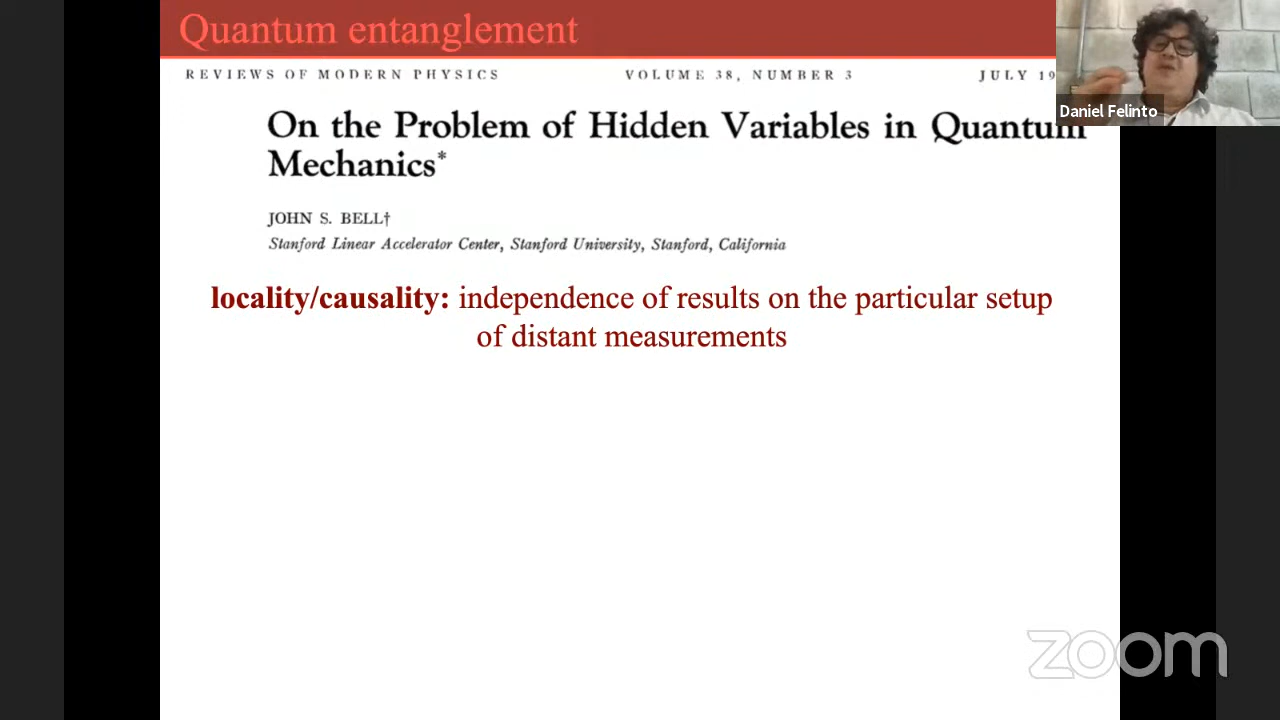 Quantum entanglement
REVIEWS OF MODERN PHYSICS VOLUME 38, NUMBER 3 JULY 19
On the Problem of Hidden Variables in Quantum
Mechanics*
JOHN S. BELL†
Stanford Linear Accelerator Center, Stanford University, Stanford, California
locality/causality: independence of results on the particular setup
of distant measurements
Daniel Felinto
zoom